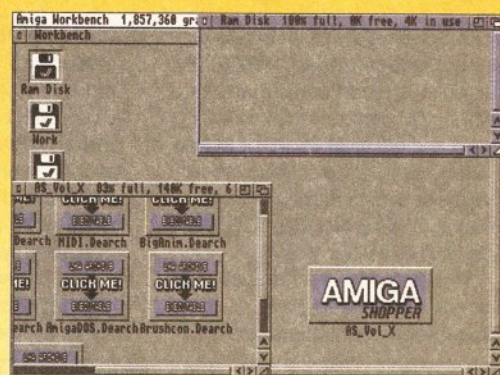 Amiga Workbench 1,857,360 gr
Ram Disk 100% full, 0K free, 4K in use
Workbench
Ram Disk
Work
AS_Vol_X 83% full, 140K free, 6
CLICK ME!
CLICK ME!
Dearch MIDI.Dearch BigAnim.Dearch
ME!
CLICK ME!
CLICK ME!
earch AmigaDOS.Dearch Brushcon.Dearch
AMIGA
SHOPPER
AS_Vol_X